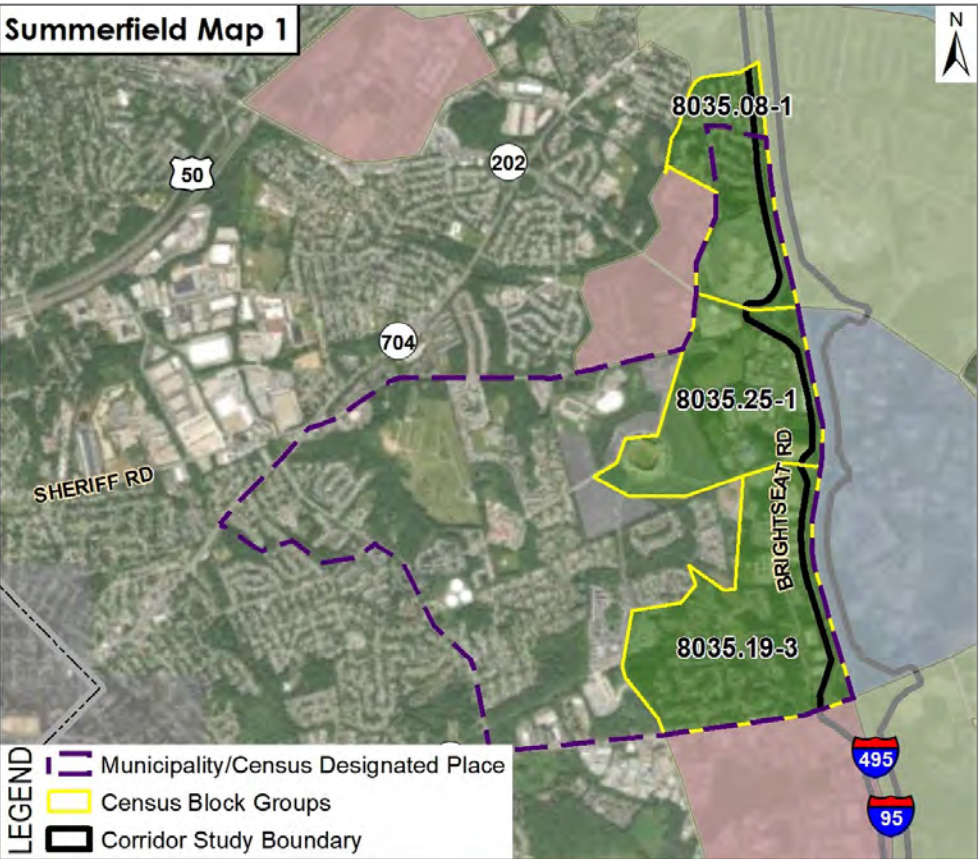 Summerfield Map 1
N
8035.08-1
202
50
704
8035.25-1
SHERIFF RD
BRIGHTSEAT RD
8035.19-3
495
95
LEGEND
Municipality/Census Designated Place
Census Block Groups
Corridor Study Boundary